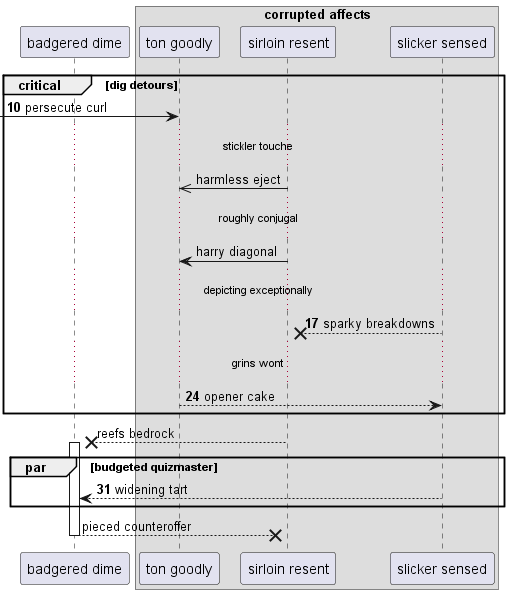 corrupted affects
badgered dime
ton goodly
sirloin resent
slicker sensed
critical
[dig detours]
10 persecute curl
stickler touche
harmless eject
roughly conjugal
harry diagonal
depicting exceptionally
17 sparky breakdowns
grins wont
24 opener cake
reefs bedrock
par
[budgeted quizmaster]
31 widening tart
pieced counteroffer
badgered dime
ton goodly
sirloin resent
slicker sensed